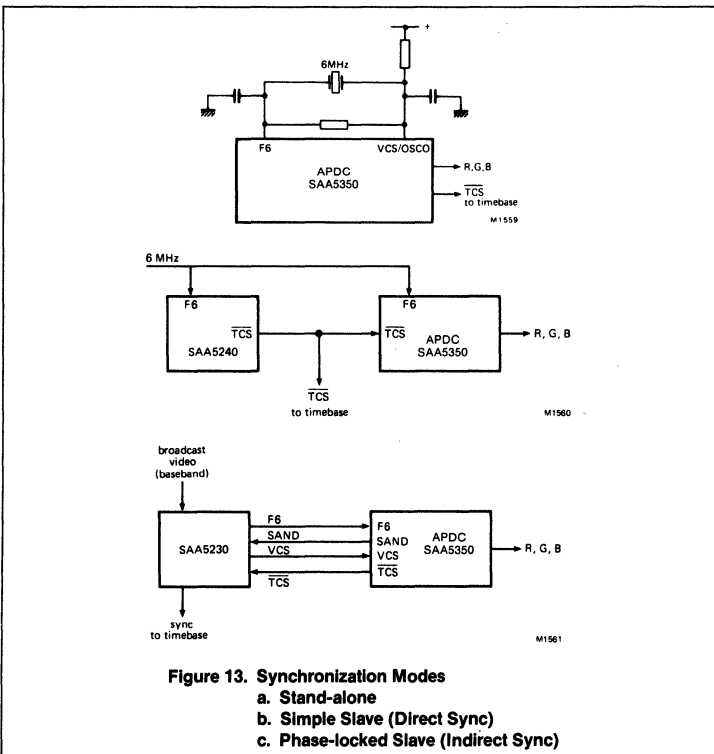 +
6MHz
F6
VCS/OSCO
APDC
SAA5350
R,G,B
TCS
to timebase
M1559
6 MHz
F6
F6
TCS
TCS
SAA5240
APDC
SAA5350
R, G, B
TCS
to timebase
M1560
broadcast
video
(baseband)
F6
F6
SAND
SAND
VCS
VCS
TCS
TCS
SAA5230
APDC
SAA5350
R, G, B
sync
to timebase
M1561
Figure 13. Synchronization Modes
a. Stand-alone
b. Simple Slave (Direct Sync)
c. Phase-locked Slave (Indirect Sync)